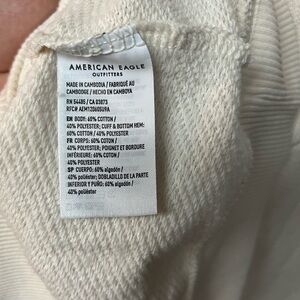 AMERICAN EAGLE
OUTFITTERS
MADE IN CAMBODIA / FABRIQUÉ AU
CAMBODGE / HECHO EN CAMBOYA
RN 54485 / CA 03873
RFC# AEM120605U9A
EN BODY: 60% COTTON /
40% POLYESTER; CUFF & BOTTOM HEM:
60% COTTON / 40% POLYESTER
FR CORPS: 60% COTON /
40% POLYESTER; POIGNET ET BORDURE
INFÉRIEURE: 60% COTON /
40% POLYESTER
SP CUERPO: 60% algodón /
40% poliéster; DOBLADILLO DE LA PARTE
INFERIOR Y PUÑO: 60% algodón /
40% poliéster